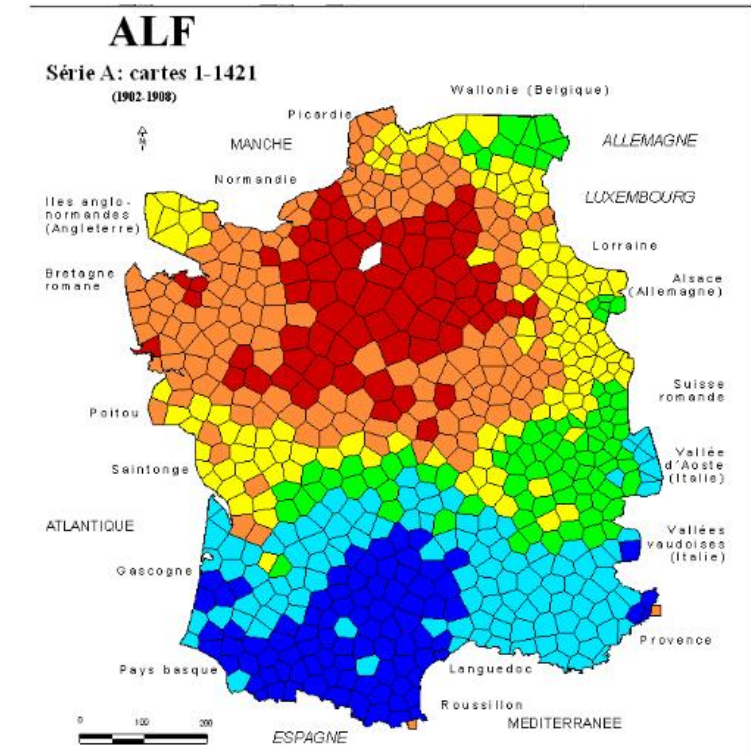 ALF
Série A: cartes 1-1421
(1902-1908)
Wallonie (Belgique)
Picardie
MANCHE
ALLEMAGNE
Normandie
LUXEMBOURG
Iles anglo-
normandes
(Angleterre)
Lorraine
Bretagne
romane
Alsace
(Allemagne)
Suisse
romande
Poitou
Vallée
d'Aoste
(Italie)
Saintonge
ATLANTIQUE
Vallées
vaudoises
(Italie)
Gascogne
Provence
Pays basque
Languedoc
Roussillon
MEDITERRANEE
ESPAGNE
0 100 200
N